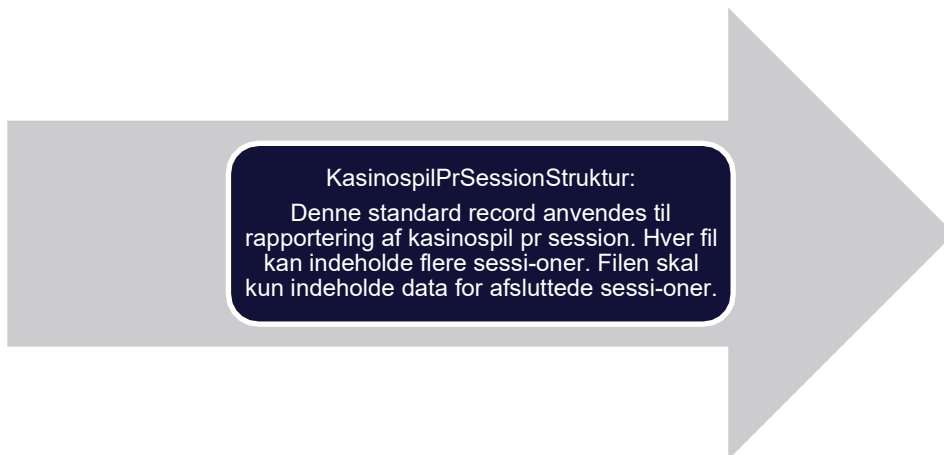 KasinospilPrSessionStruktur:
Denne standard record anvendes til
rapportering af kasinospil pr session. Hver fil
kan indeholde flere sessi-oner. Filen skal
kun indeholde data for afsluttede sessi-oner.